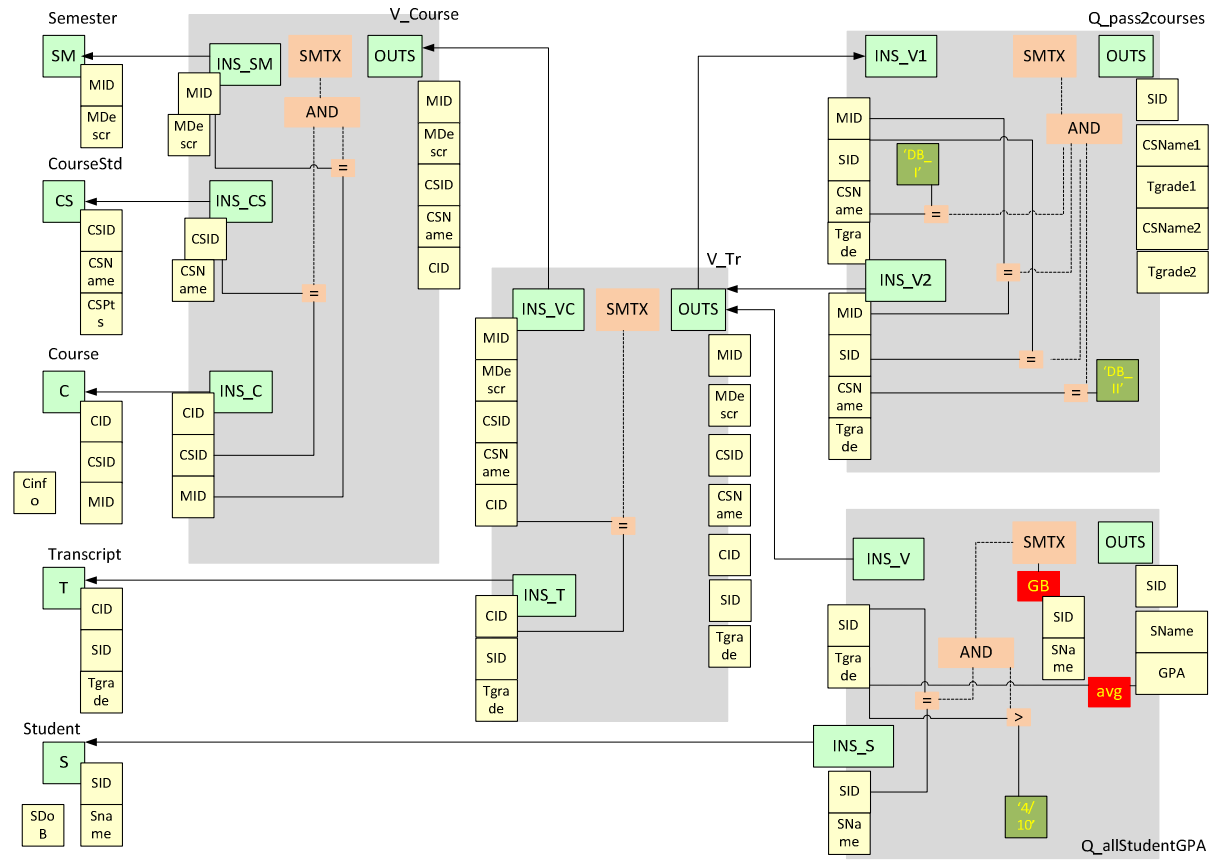 Semester
SM
MID
MDe
scr
CourseStd
CS
CSID
CSN
ame
CSPt
s
Course
C
CID
CSID
MID
Cinf
o
Transcript
T
CID
SID
Tgra
de
Student
S
SID
Sna
me
SDo
B
V_Course
INS_SM
SMTX
OUTS
MID
MDe
scr
AND
=
INS_CS
CSID
CSN
ame
=
INS_C
CID
CSID
MID
MID
MDe
scr
CSID
CSN
ame
CID
V_Tr
INS_VC
SMTX
OUTS
MID
MDe
scr
CSID
CSN
ame
CID
=
INS_T
CID
SID
Tgra
de
MID
MDe
scr
CSID
CSN
ame
CID
SID
Tgra
de
Q_pass2courses
INS_V1
SMTX
OUTS
MID
SID
CSN
ame
Tgra
de
'DB_
I'
=
AND
=
INS_V2
MID
SID
CSN
ame
Tgra
de
=
=
'DB_
II'
SID
CSName1
Tgrade1
CSName2
Tgrade2
INS_V
SMTX
OUTS
GB
SID
SNa
me
SID
Tgra
de
AND
=
>
avg
SID
SName
GPA
INS_S
SID
SNa
me
'4/
10'
Q_allStudentGPA